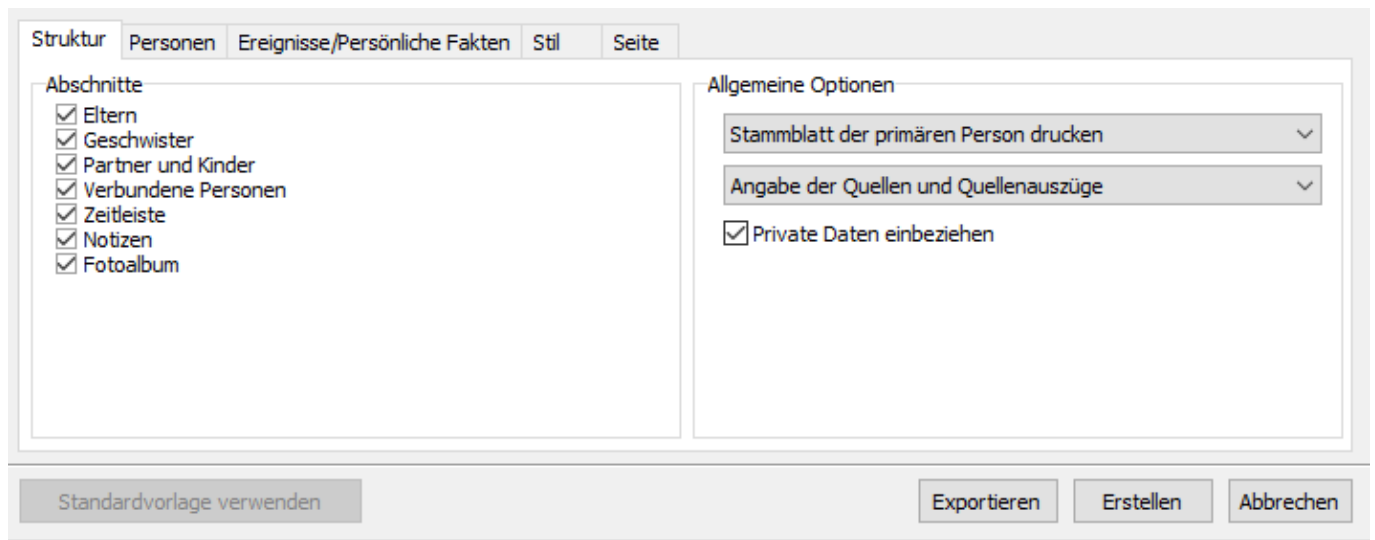 Struktur Personen Ereignisse/Persönliche Fakten Stil Seite
Abschnitte
Eltern
Geschwister
Partner und Kinder
Verbundene Personen
Zeitleiste
Notizen
Fotoalbum
Allgemeine Optionen
Stammblatt der primären Person drucken
Angabe der Quellen und Quellenauszüge
Private Daten einbeziehen
Standardvorlage verwenden Exportieren Erstellen Abbrechen